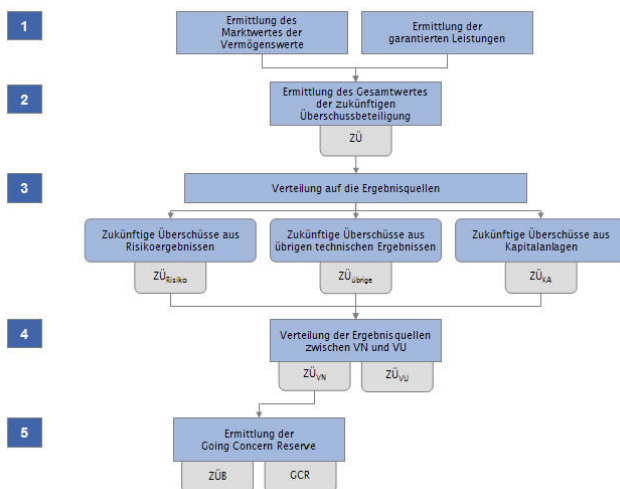 1
Ermittlung des
Marktwertes der
Vermögenswerte
Ermittlung der
garantierten Leistungen
2
Ermittlung des Gesamtwertes
der zukünftigen
Überschussbeteiligung
ZÜ
3
Verteilung auf die Ergebnisquellen
Zukünftige Überschüsse aus
Risikoergebnissen
Zukünftige Überschüsse aus
übrigen technischen Ergebnissen
Zukünftige Überschüsse aus
Kapitalanlagen
ZÜRisiko
ZÜübrige
ZÜKA
4
Verteilung der Ergebnisquellen
zwischen VN und VU
ZÜVN
ZÜVU
5
Ermittlung der
Going Concern Reserve
ZÜB
GCR